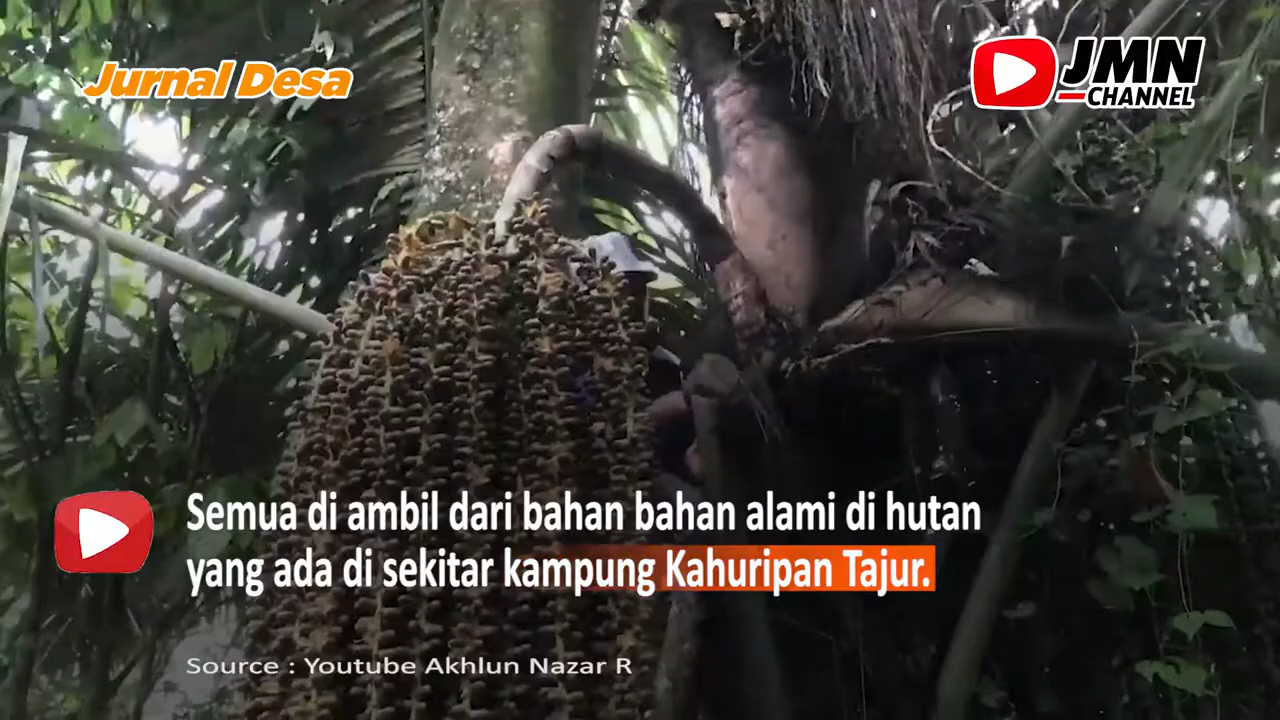 Jurnal Desa
JMN
CHANNEL
Semua di ambil dari bahan bahan alami di hutan
yang ada di sekitar kampung Kahuripan Tajur.
Source : Youtube Akhlun Nazar R